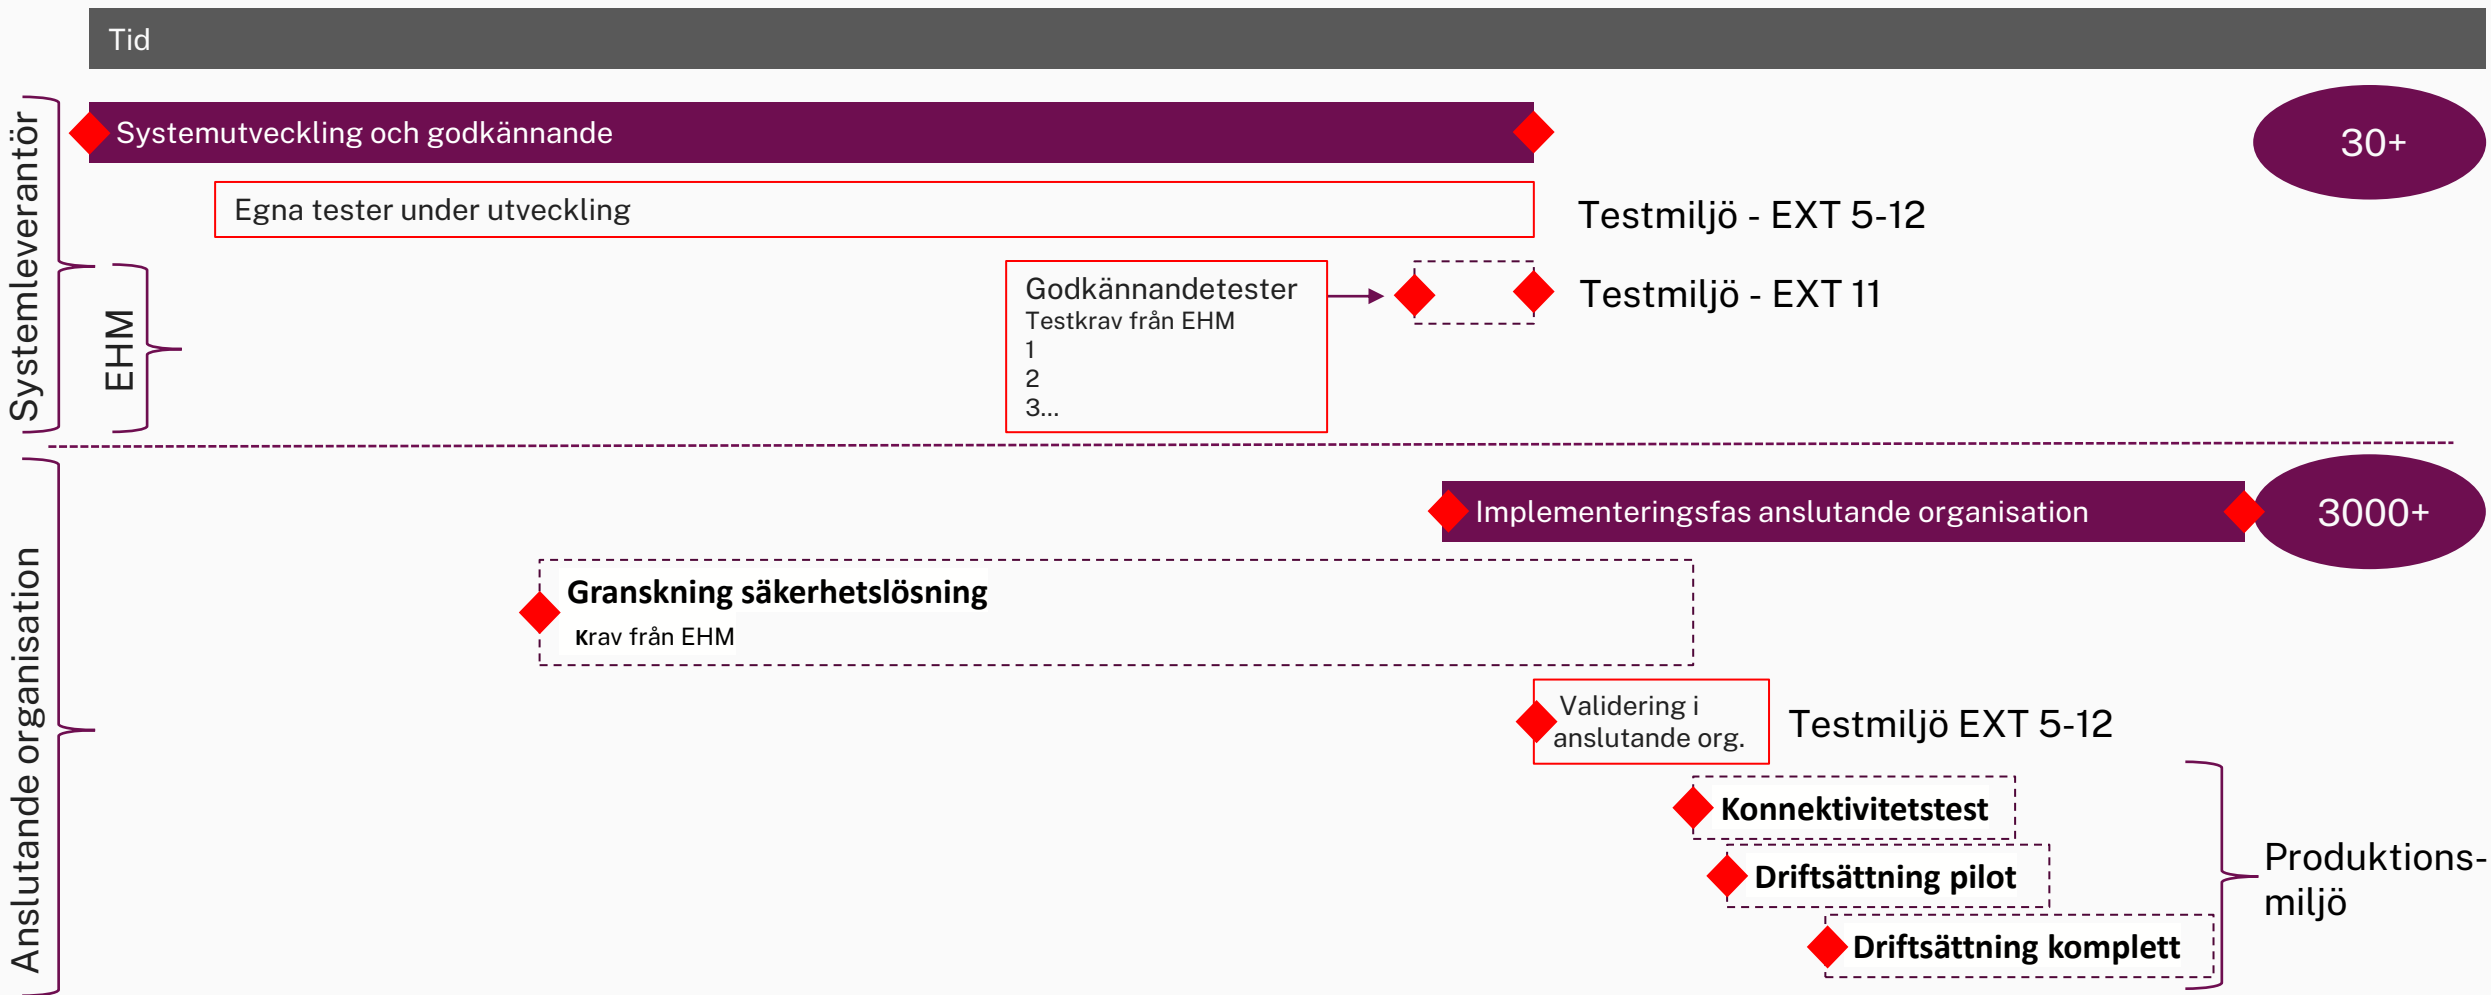 Tid
Systemleverantör
Systemutveckling och godkännande
30+
Egna tester under utveckling
Testmiljö - EXT 5-12
EHM
Godkännandetester
Testkrav från EHM
1
2
3...
Testmiljö - EXT 11
Anslutande organisation
Implementeringsfas anslutande organisation
3000+
Granskning säkerhetslösning
Krav från EHM
Validering i
anslutande org.
Testmiljö EXT 5-12
Konnektivitetstest
Driftsättning pilot
Driftsättning komplett
Produktions-
miljö